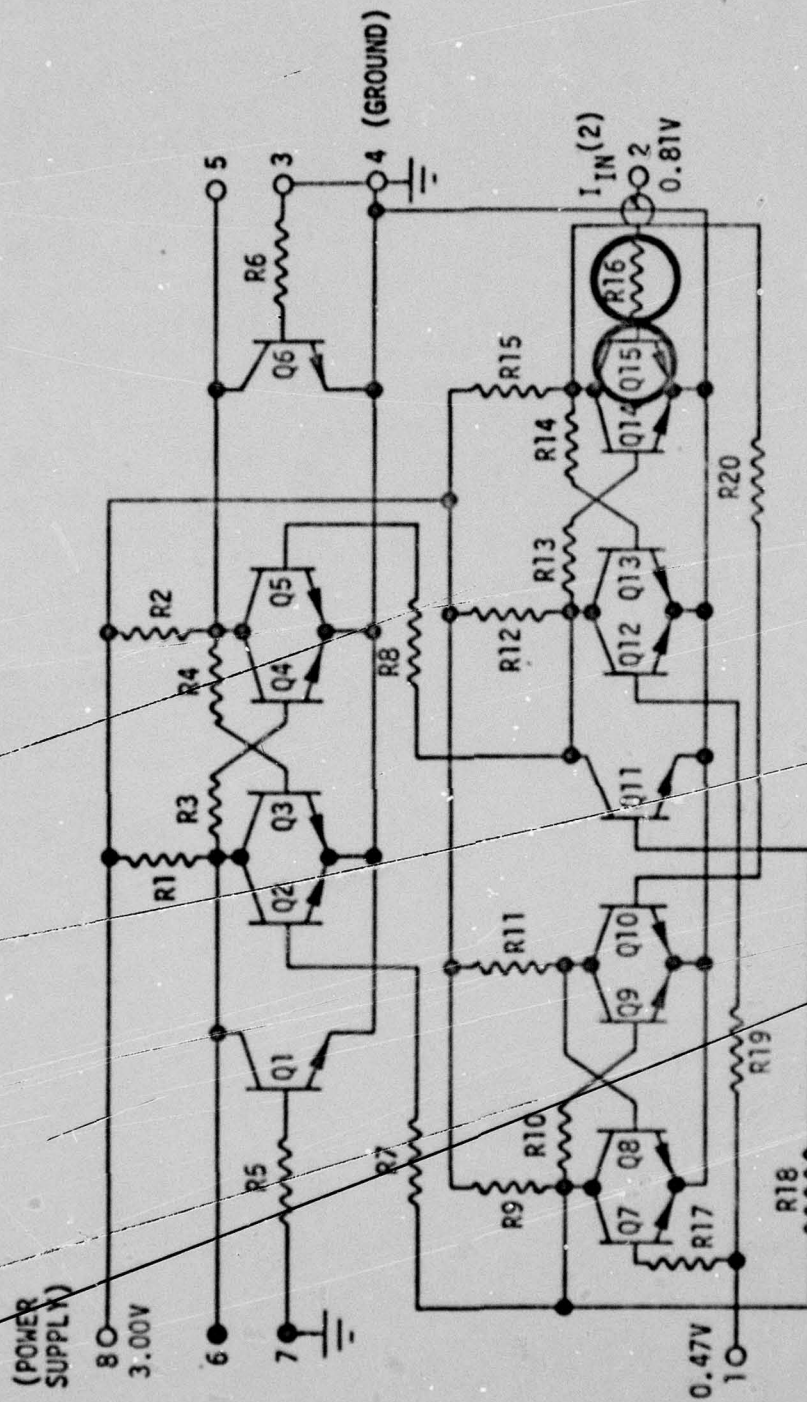 (POWER
SUPPLY)
8
3.00V
6
7
R5
Q1
R1
R3
Q2
Q3
R2
R4
Q4
Q5
Q6
R6
5
3
4 (GROUND)
R7
R8
R9
R10
R11
R12
R13
R14
R15
Q7
Q8
Q9
Q10
Q11
Q12
Q13
Q14
Q15
R16
I IN (2)
2
0.81V
R17
0.47V
1
R19
R20
R18